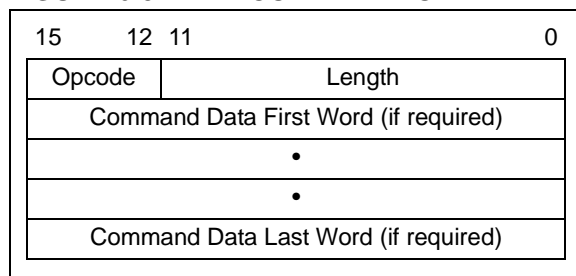 15 12 11 0
Opcode Length
Command Data First Word (if required)
•
•
Command Data Last Word (if required)